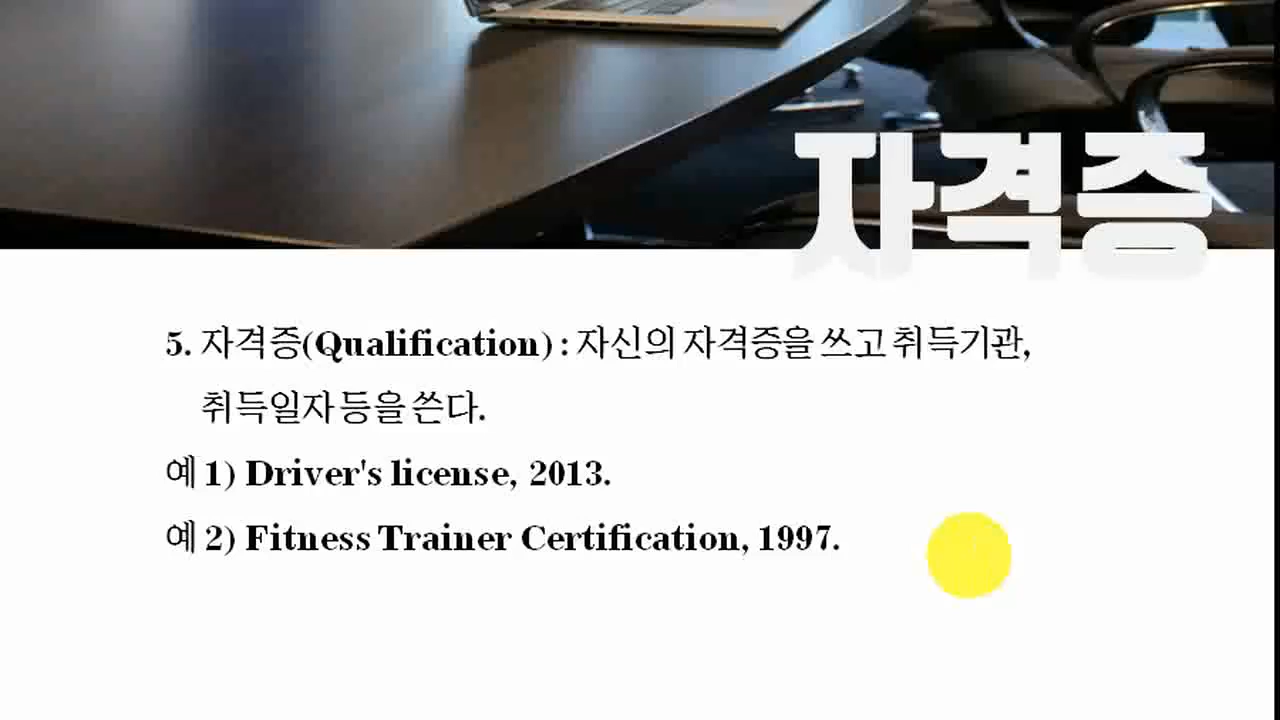 자격증
5. 자격증(Qualification) : 자신의 자격증을 쓰고 취득기관,
취득일자 등을 쓴다.
예 1) Driver's license, 2013.
예 2) Fitness Trainer Certification, 1997.